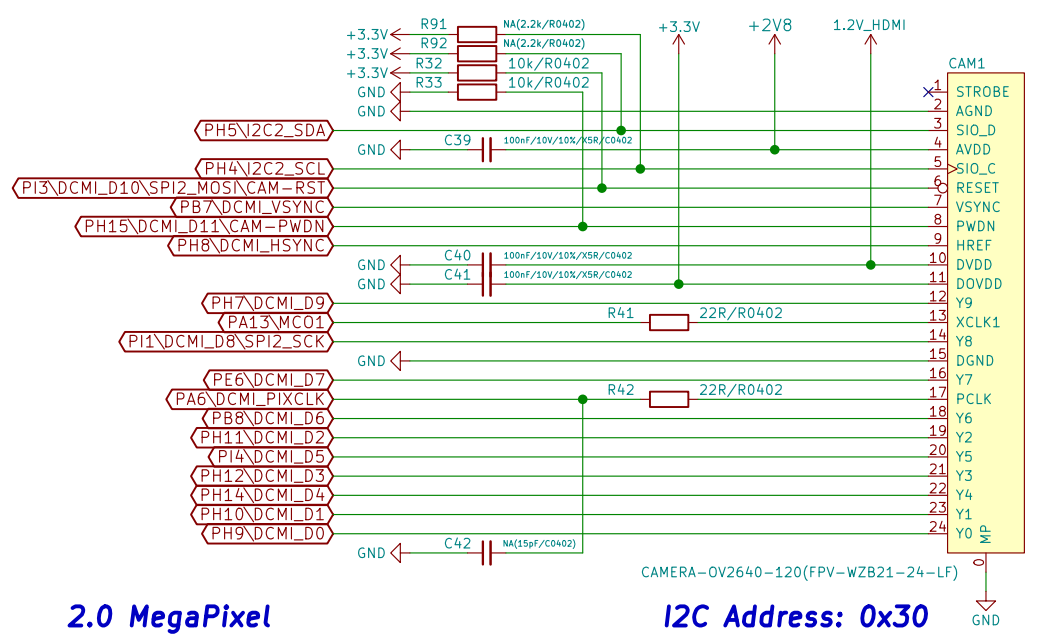 R91 NA(2.2k/R0402)
+3.3V
R92 NA(2.2k/R0402)
+3.3V
R32 10k/R0402
+3.3V
R33 10k/R0402
GND
GND
+3.3V
+2V8
1.2V_HDMI
CAM1
1 STROBE
2 AGND
PH5\I2C2_SDA 3 SIO_D
GND C39 100nF/10V/10%/X5R/C0402 4 AVDD
PH4\I2C2_SCL 5 SIO_C
PI3\DCMI_D10\SPI2_MOSI\CAM-RST 6 RESET
PB7\DCMI_VSYNC 7 VSYNC
PH15\DCMI_D11\CAM-PWDN 8 PWDN
PH8\DCMI_HSYNC 9 HREF
GND C40 100nF/10V/10%/X5R/C0402 10 DVDD
GND C41 100nF/10V/10%/X5R/C0402 11 DOVDD
PH7\DCMI_D9 12 Y9
PA13\MCO1 R41 22R/R0402 13 XCLK1
PI1\DCMI_D8\SPI2_SCK 14 Y8
GND 15 DGND
PE6\DCMI_D7 16 Y7
PA6\DCMI_PIXCLK R42 22R/R0402 17 PCLK
PB8\DCMI_D6 18 Y6
PH11\DCMI_D2 19 Y2
PI4\DCMI_D5 20 Y5
PH12\DCMI_D3 21 Y3
PH14\DCMI_D4 22 Y4
PH10\DCMI_D1 23 Y1
PH9\DCMI_D0 24 Y0
MP
0
GND C42 NA(15pF/C0402)
CAMERA-OV2640-120(FPV-WZB21-24-LF)
GND
2.0 MegaPixel
I2C Address: 0x30